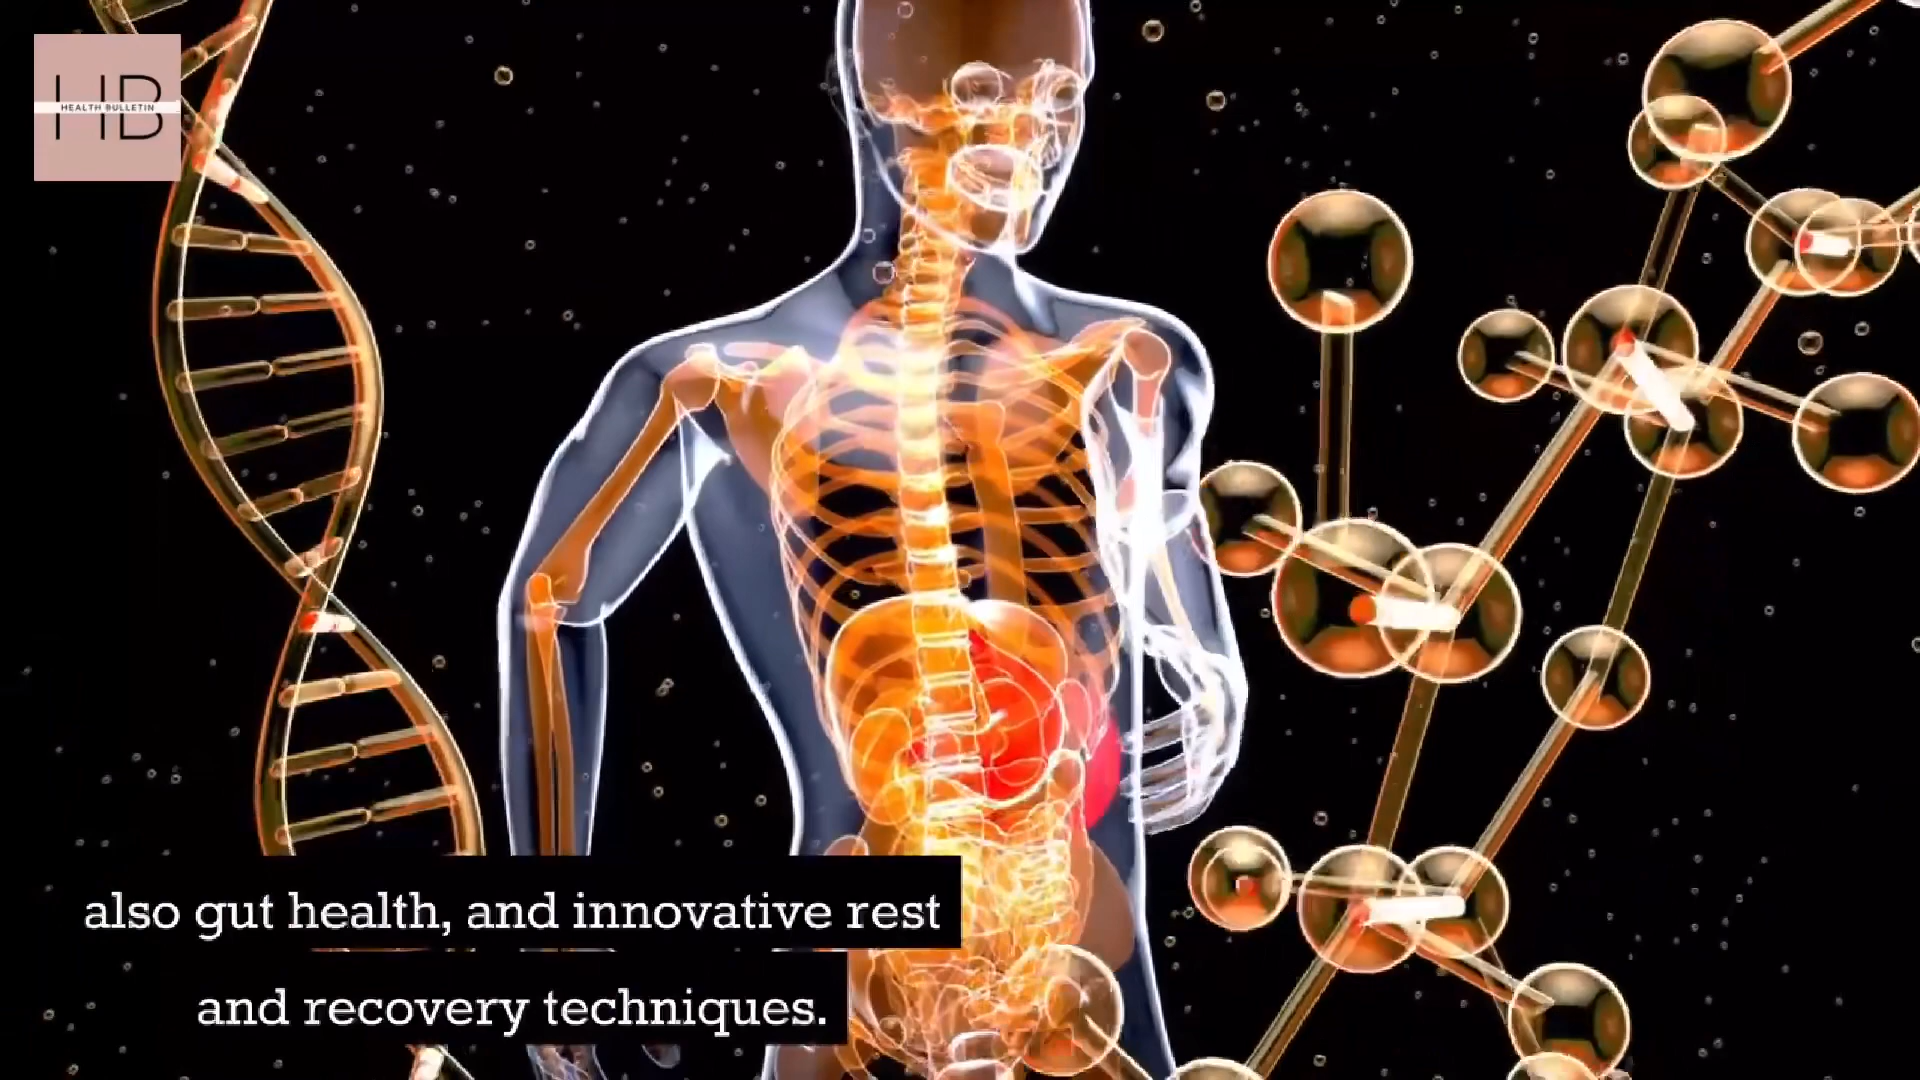 HB
HEALTH BULLETIN
also gut health, and innovative rest
and recovery techniques.